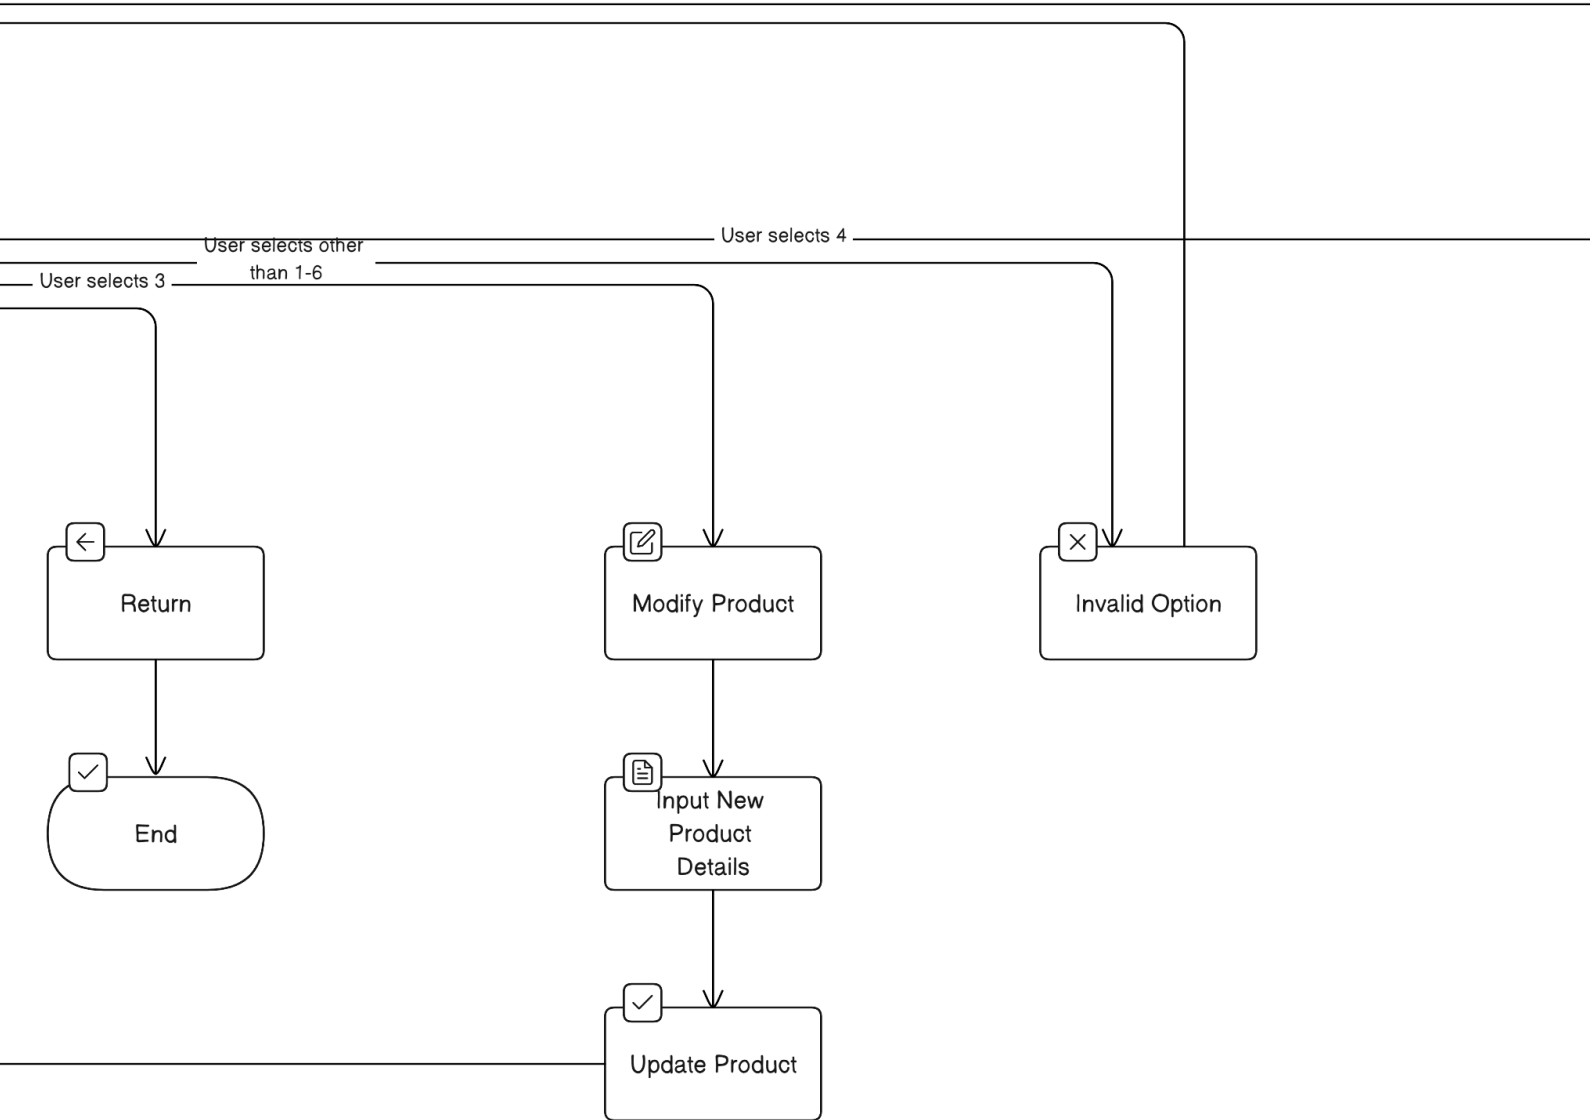 User selects 4
User selects other
than 1-6
User selects 3
Return
Modify Product
Invalid Option
End
Input New
Product
Details
Update Product